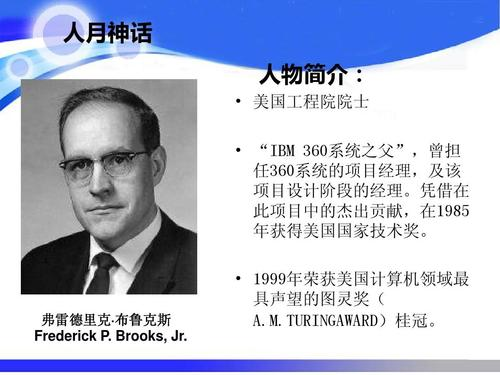 人月神话
人物简介：
• 美国工程院院士
• “IBM 360系统之父”，曾担
任360系统的项目经理，及该
项目设计阶段的经理。凭借在
此项目中的杰出贡献，在1985
年获得美国国家技术奖。
• 1999年荣获美国计算机领域最
具声望的图灵奖（
A.M.TURINGAWARD）桂冠。
弗雷德里克·布鲁克斯
Frederick P. Brooks, Jr.